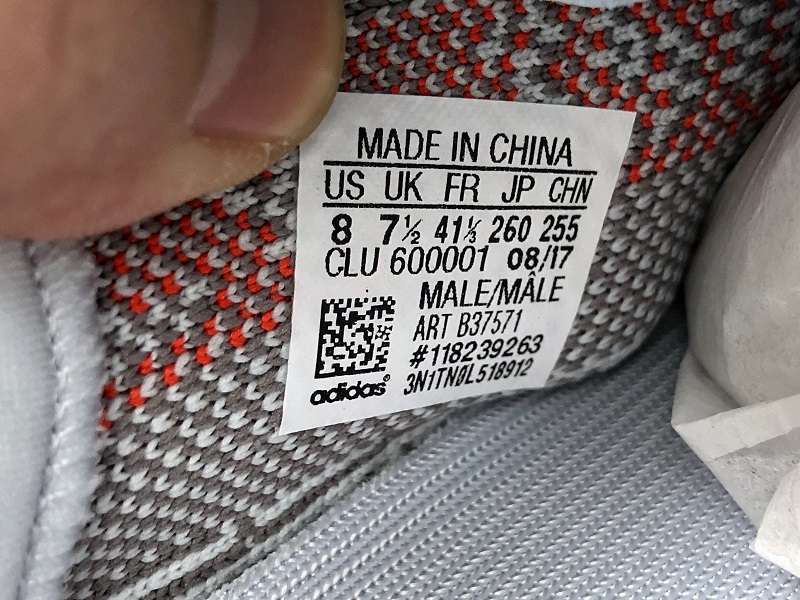 MADE IN CHINA
US UK FR JP CHN
8 7½ 41⅓ 260 255
CLU 600001 08/17
MALE/MÂLE
ART B37571
#118239263
3N1TN0L518912
adidas®